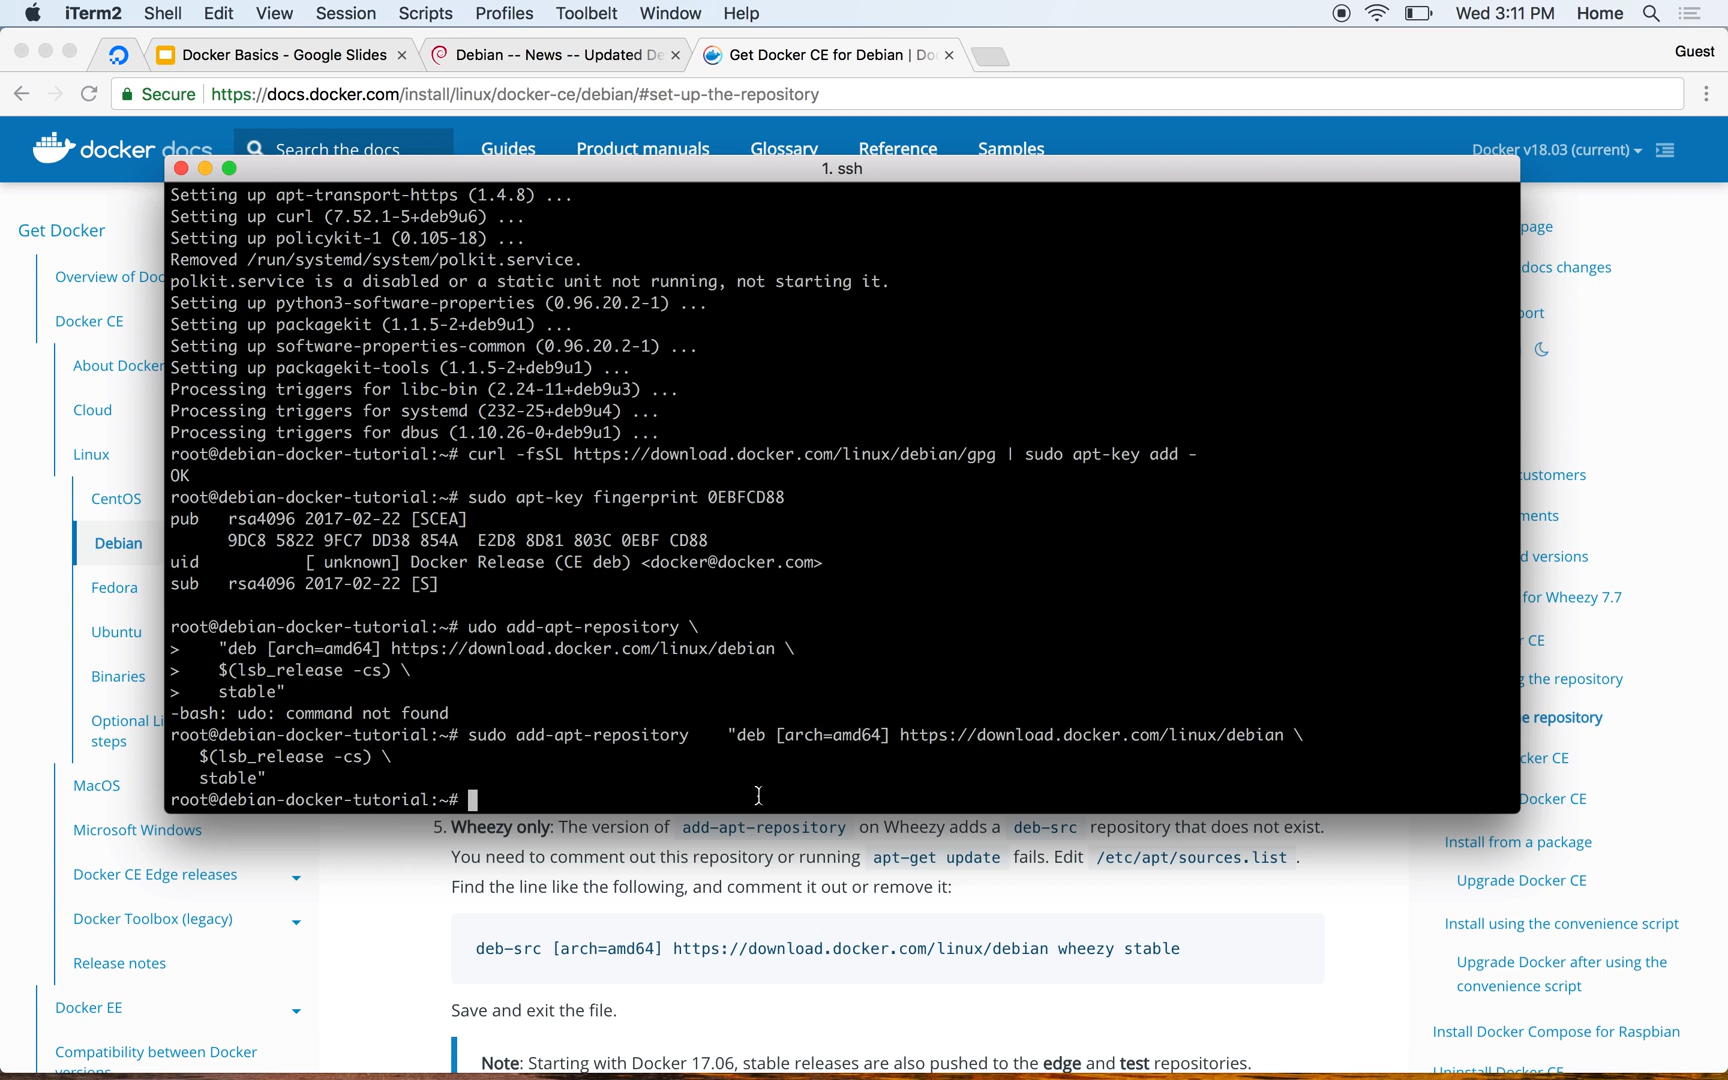 iTerm2 Shell Edit View Session Scripts Profiles Toolbelt Window Help Wed 3:11 PM Home
Docker Basics - Google Slides Debian -- News -- Updated De Get Docker CE for Debian | Do Guest
Secure https://docs.docker.com/install/linux/docker-ce/debian/#set-up-the-repository
docker docs Search the docs Guides Product manuals Glossary Reference Samples Docker v18.03 (current)
1. ssh
Setting up apt-transport-https (1.4.8) ...
Setting up curl (7.52.1-5+deb9u6) ...
Setting up policykit-1 (0.105-18) ...
Removed /run/systemd/system/polkit.service.
polkit.service is a disabled or a static unit not running, not starting it.
Setting up python3-software-properties (0.96.20.2-1) ...
Setting up packagekit (1.1.5-2+deb9u1) ...
Setting up software-properties-common (0.96.20.2-1) ...
Setting up packagekit-tools (1.1.5-2+deb9u1) ...
Processing triggers for libc-bin (2.24-11+deb9u3) ...
Processing triggers for systemd (232-25+deb9u4) ...
Processing triggers for dbus (1.10.26-0+deb9u1) ...
root@debian-docker-tutorial:~# curl -fsSL https://download.docker.com/linux/debian/gpg | sudo apt-key add -
OK
root@debian-docker-tutorial:~# sudo apt-key fingerprint 0EBFCD88
pub rsa4096 2017-02-22 [SCEA]
9DC8 5822 9FC7 DD38 854A E2D8 8D81 803C 0EBF CD88
uid [ unknown] Docker Release (CE deb) <docker@docker.com>
sub rsa4096 2017-02-22 [S]
root@debian-docker-tutorial:~# udo add-apt-repository \
> "deb [arch=amd64] https://download.docker.com/linux/debian \
> $(lsb_release -cs) \
> stable"
-bash: udo: command not found
root@debian-docker-tutorial:~# sudo add-apt-repository "deb [arch=amd64] https://download.docker.com/linux/debian \
$(lsb_release -cs) \
stable"
root@debian-docker-tutorial:~#
Get Docker
Overview of Doc
Docker CE
About Docker
Cloud
Linux
CentOS
Debian
Fedora
Ubuntu
Binaries
Optional Li
steps
MacOS
Microsoft Windows
Docker CE Edge releases
Docker Toolbox (legacy)
Release notes
Docker EE
Compatibility between Docker
versions
5. Wheezy only: The version of add-apt-repository on Wheezy adds a deb-src repository that does not exist.
You need to comment out this repository or running apt-get update fails. Edit /etc/apt/sources.list .
Find the line like the following, and comment it out or remove it:
deb-src [arch=amd64] https://download.docker.com/linux/debian wheezy stable
Save and exit the file.
Note: Starting with Docker 17.06, stable releases are also pushed to the edge and test repositories.
page
docs changes
port
customers
ments
d versions
for Wheezy 7.7
r CE
g the repository
e repository
cker CE
Docker CE
Install from a package
Upgrade Docker CE
Install using the convenience script
Upgrade Docker after using the
convenience script
Install Docker Compose for Raspbian
Uninstall Docker CE